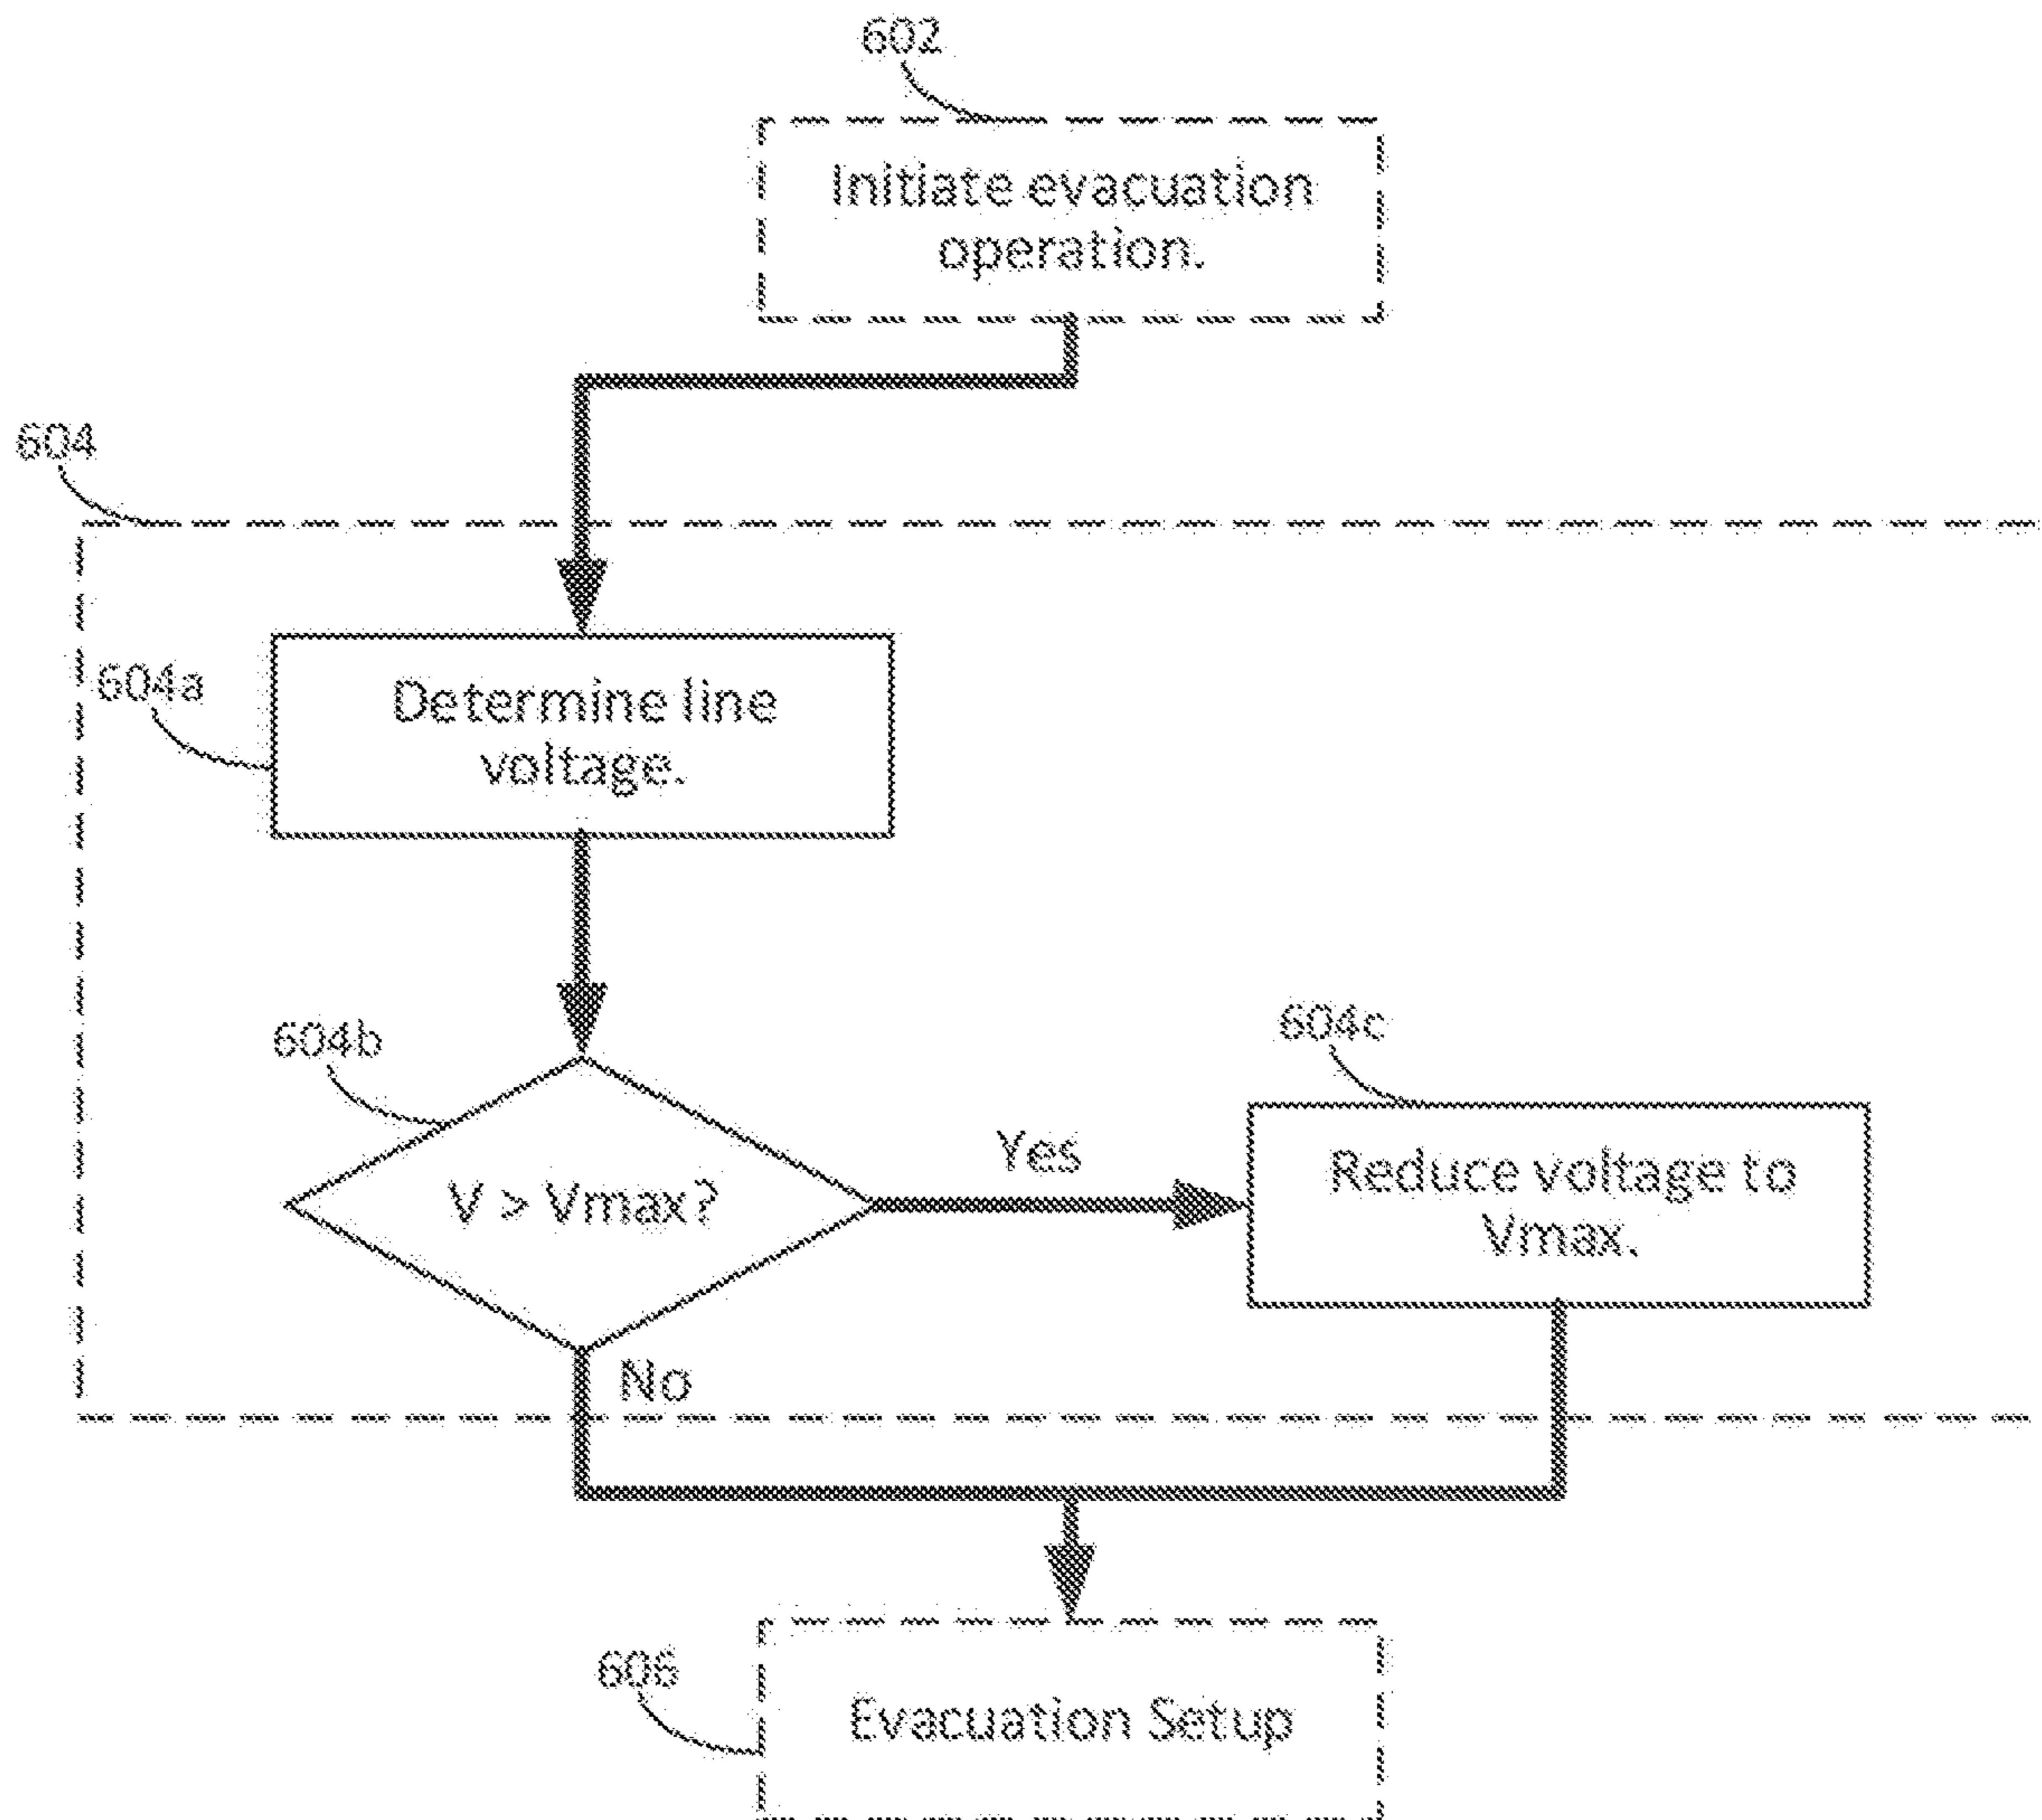 602
Initiate evacuation
operation.
604
604a
Determine line
voltage.
604b
V > Vmax?
Yes
604c
Reduce voltage to
Vmax.
No
606
Evacuation Setup